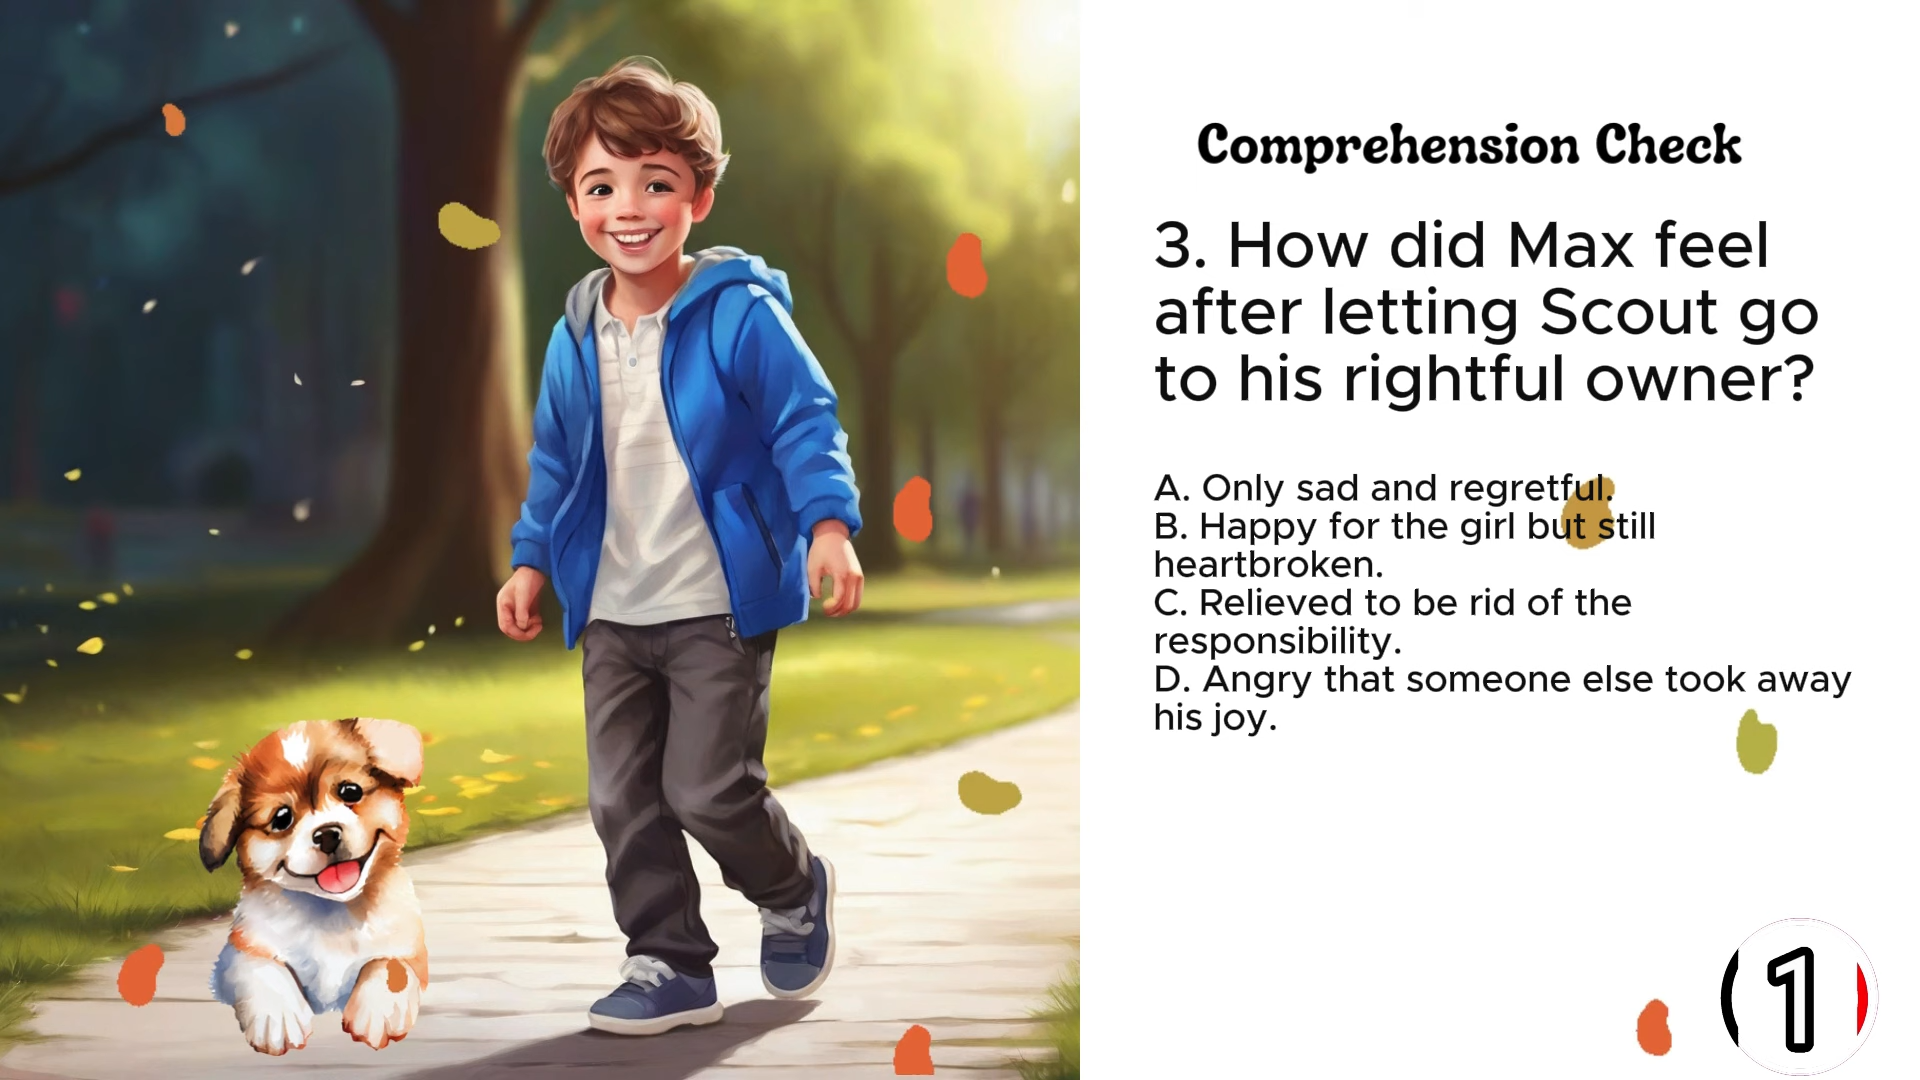 Comprehension Check
3. How did Max feel
after letting Scout go
to his rightful owner?
A. Only sad and regretful.
B. Happy for the girl but still
heartbroken.
C. Relieved to be rid of the
responsibility.
D. Angry that someone else took away
his joy.
1